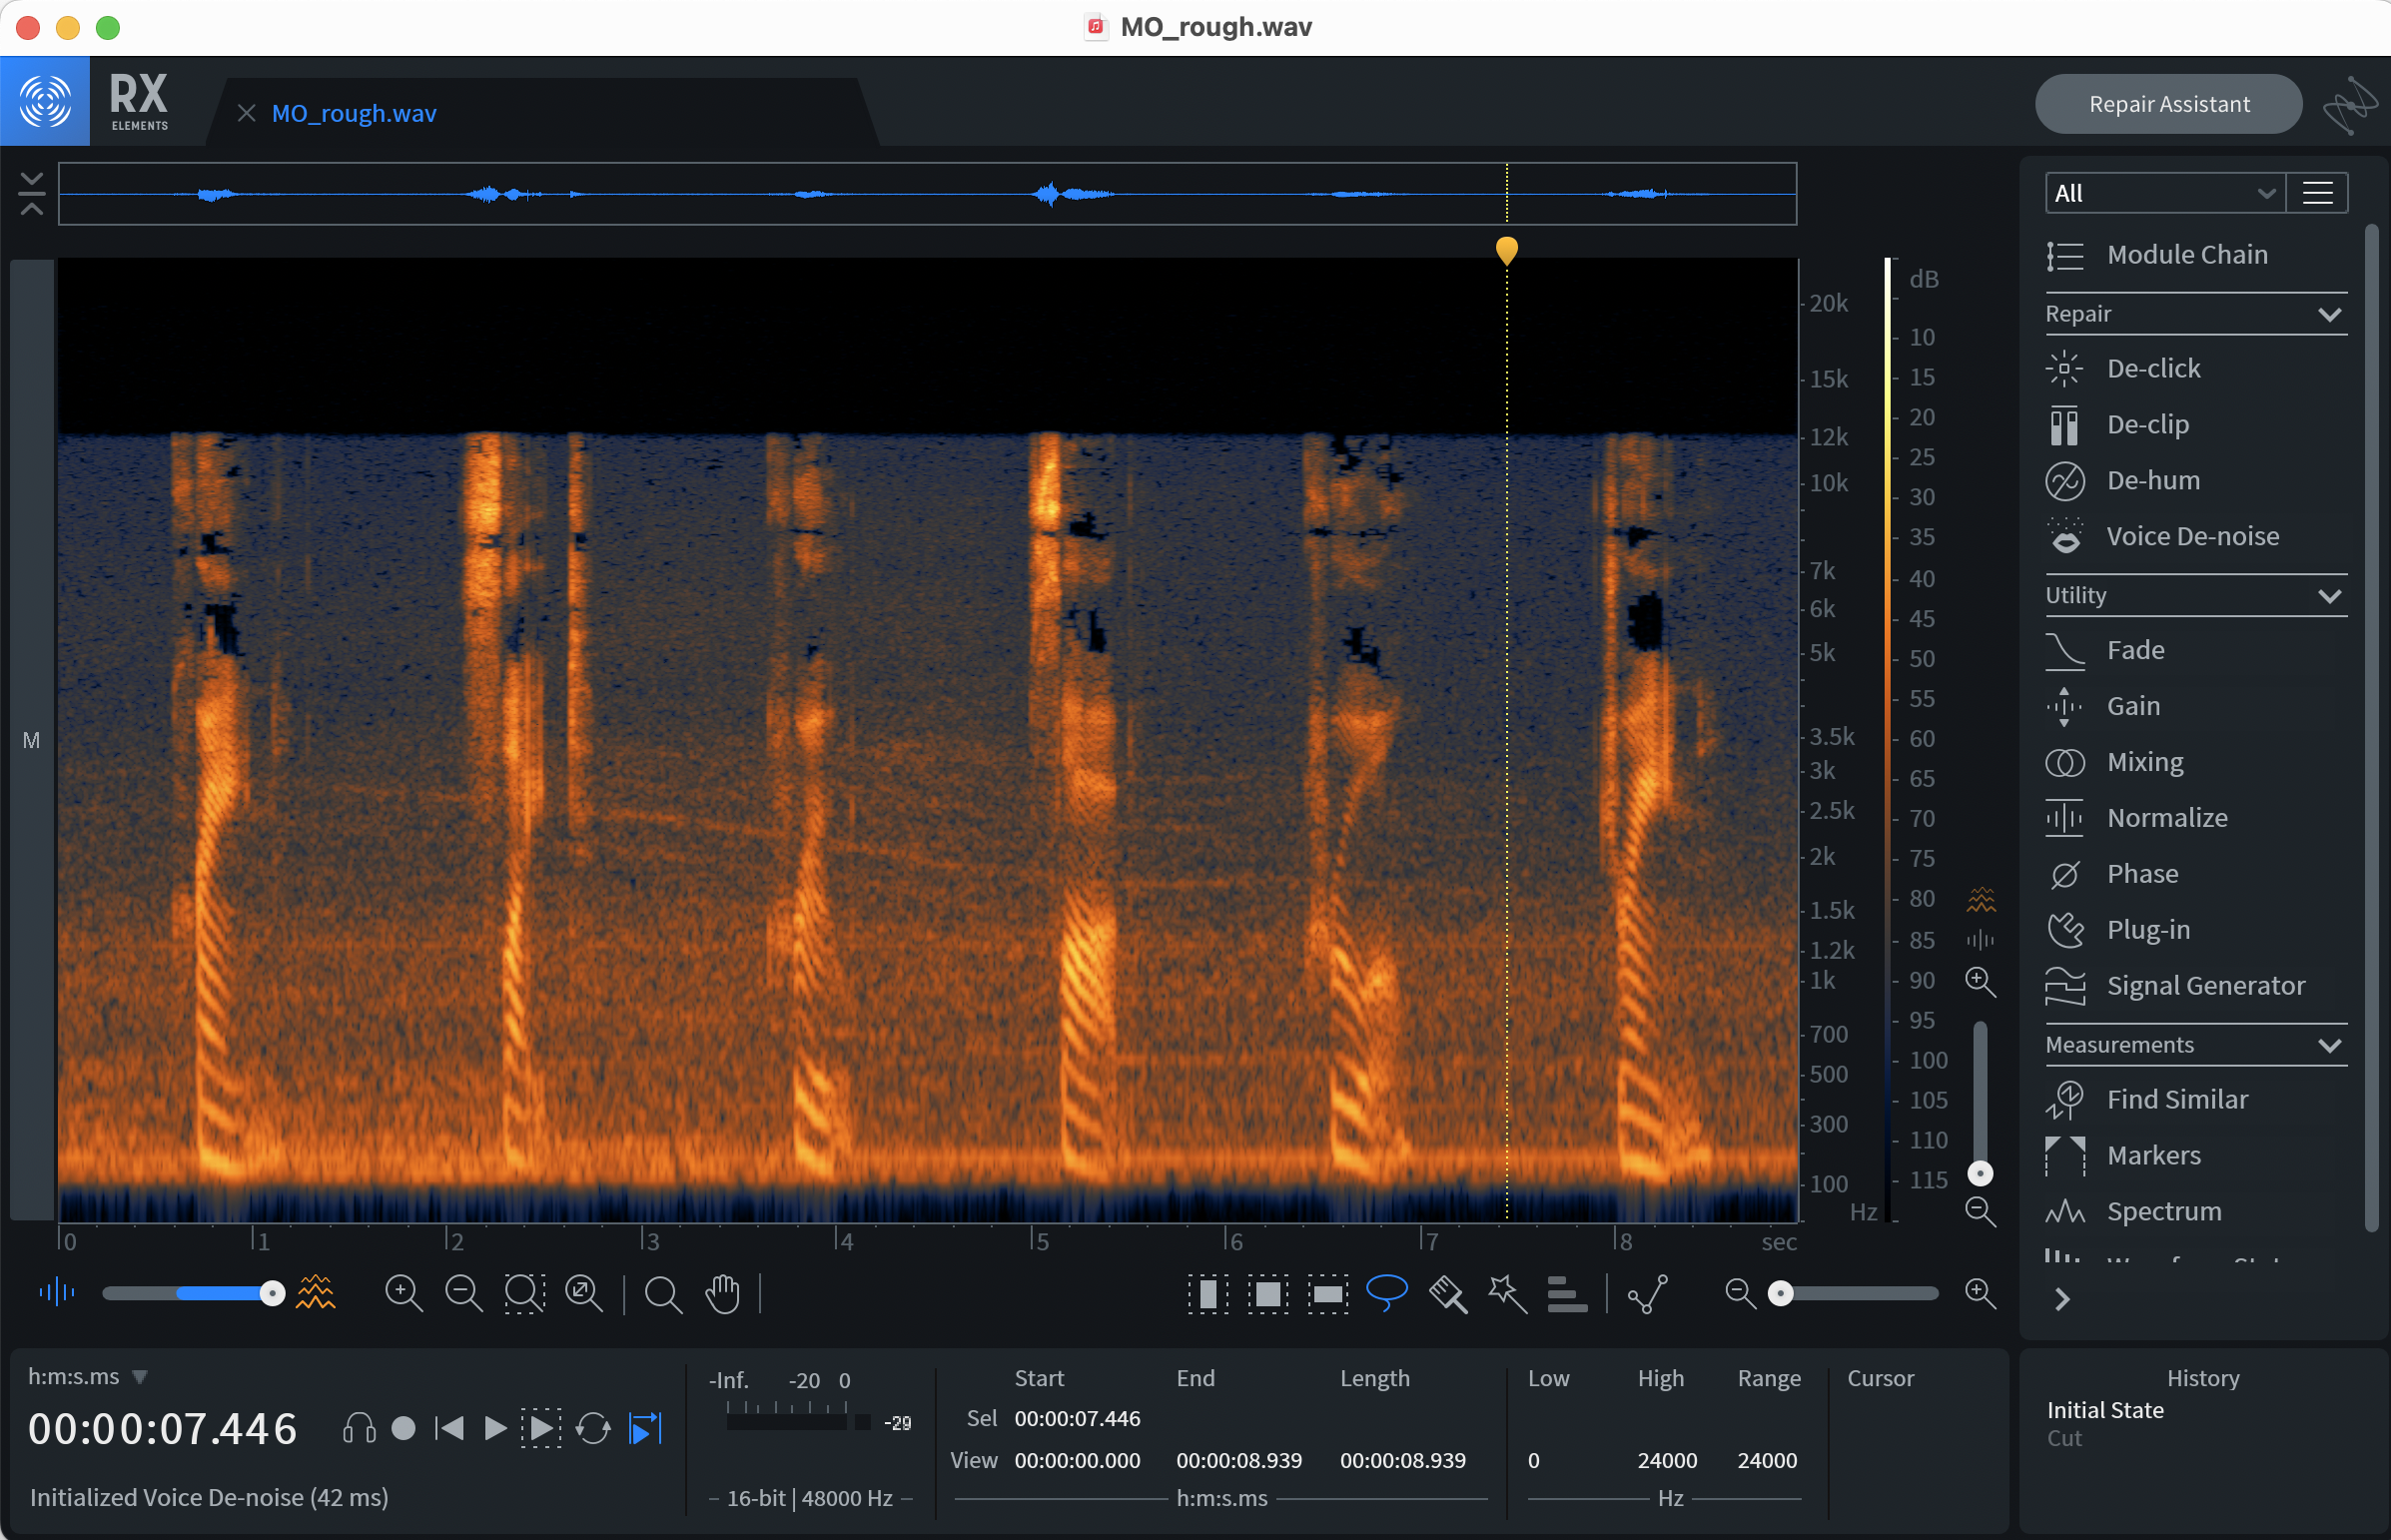 MO_rough.wav
RX
ELEMENTS
MO_rough.wav
Repair Assistant
All
Module Chain
Repair
De-click
De-clip
De-hum
Voice De-noise
Utility
Fade
Gain
Mixing
Normalize
Phase
Plug-in
Signal Generator
Measurements
Find Similar
Markers
Spectrum
M
20k
15k
12k
10k
7k
6k
5k
3.5k
3k
2.5k
2k
1.5k
1.2k
1k
700
500
300
100
Hz
dB
10
15
20
25
30
35
40
45
50
55
60
65
70
75
80
85
90
95
100
105
110
115
0 1 2 3 4 5 6 7 8 sec
h:m:s.ms
00:00:07.446
Initialized Voice De-noise (42 ms)
-Inf. -20 0
16-bit | 48000 Hz
Start End Length
Sel 00:00:07.446
View 00:00:00.000 00:00:08.939 00:00:08.939
h:m:s.ms
Low High Range
0 24000 24000
Hz
Cursor
History
Initial State
Cut